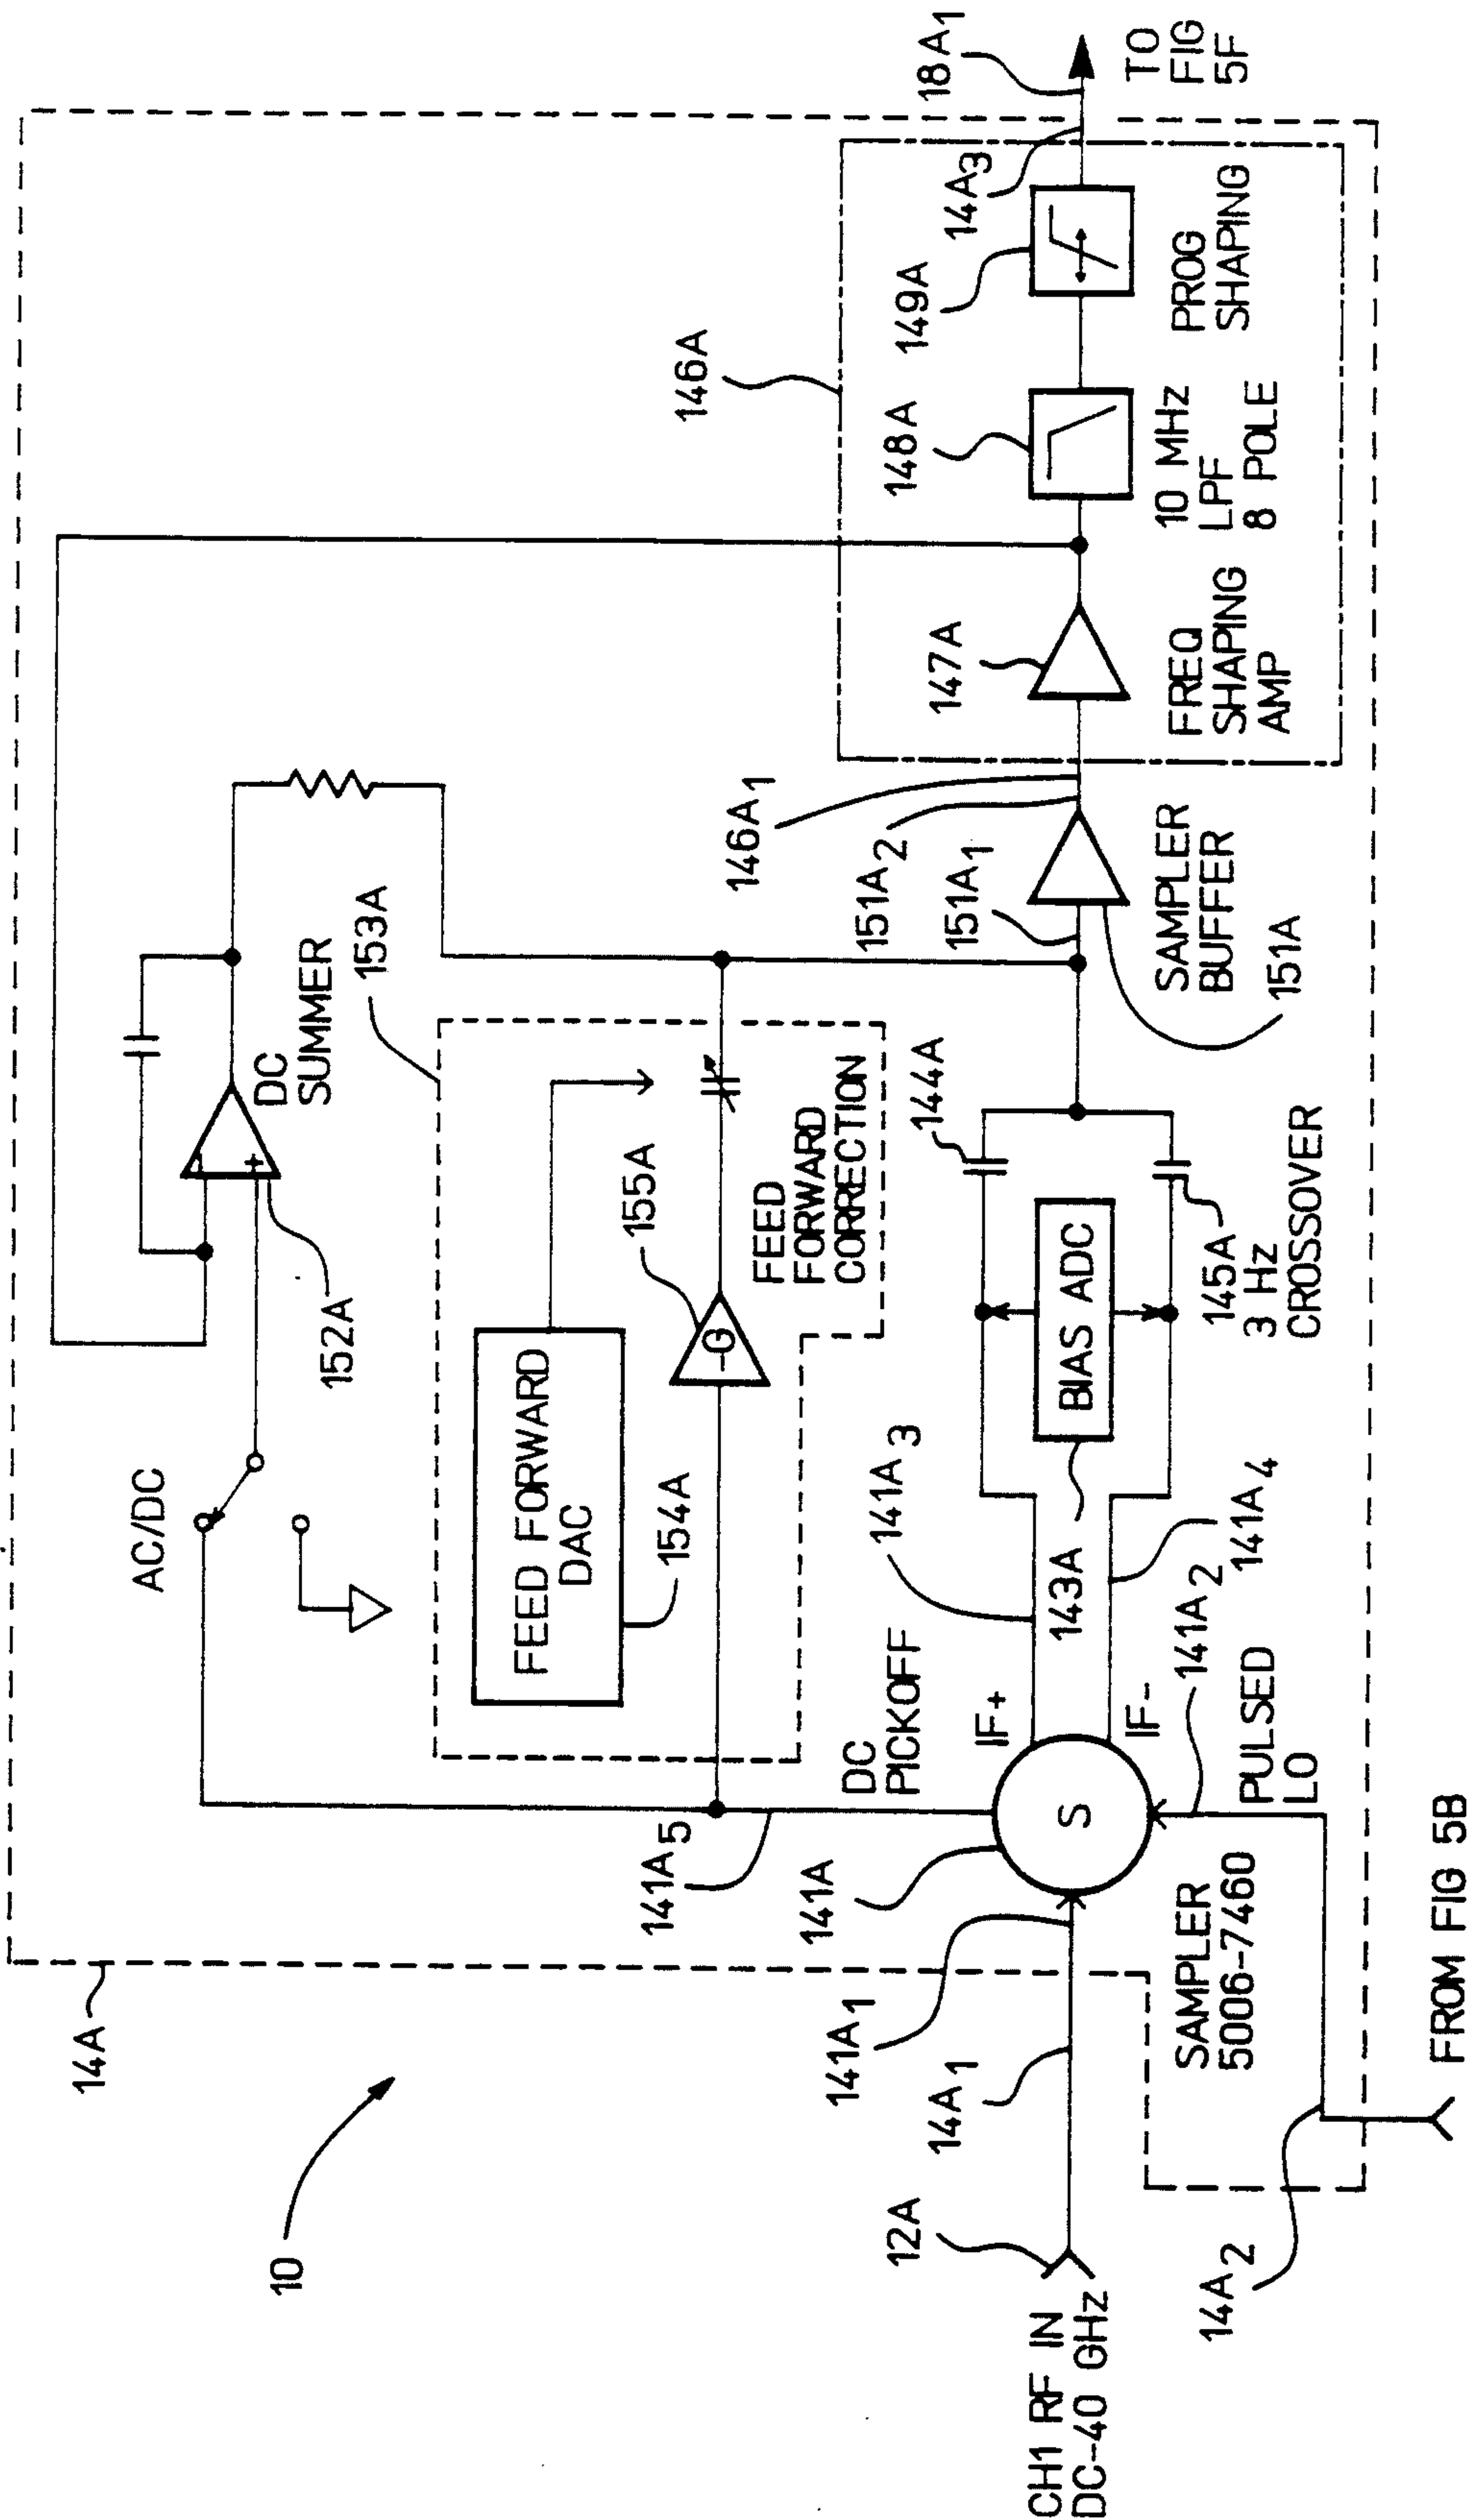 14A
10
CH1 RF IN
DC-40 GHz
12A
14A1
141A1
14A2
FROM FIG 5B
SAMPLER
5006-7460
PULSED
LO
141A2
141A
141A5
S
DC
PICKOFF
IF+
IF-
141A3
141A4
143A
BIAS ADC
144A
145A
3 Hz
CROSSOVER
AC/DC
152A
-
+
DC
SUMMER
153A
FEED FORWARD
DAC
154A
-G
155A
FEED
FORWARD
CORRECTION
151A1
151A2
146A1
SAMPLER
BUFFER
151A
146A
147A
FREQ
SHAPING
AMP
148A
10 MHz
LPF
8 POLE
149A
PROG
SHAPING
14A3
18A1
TO
FIG
5F